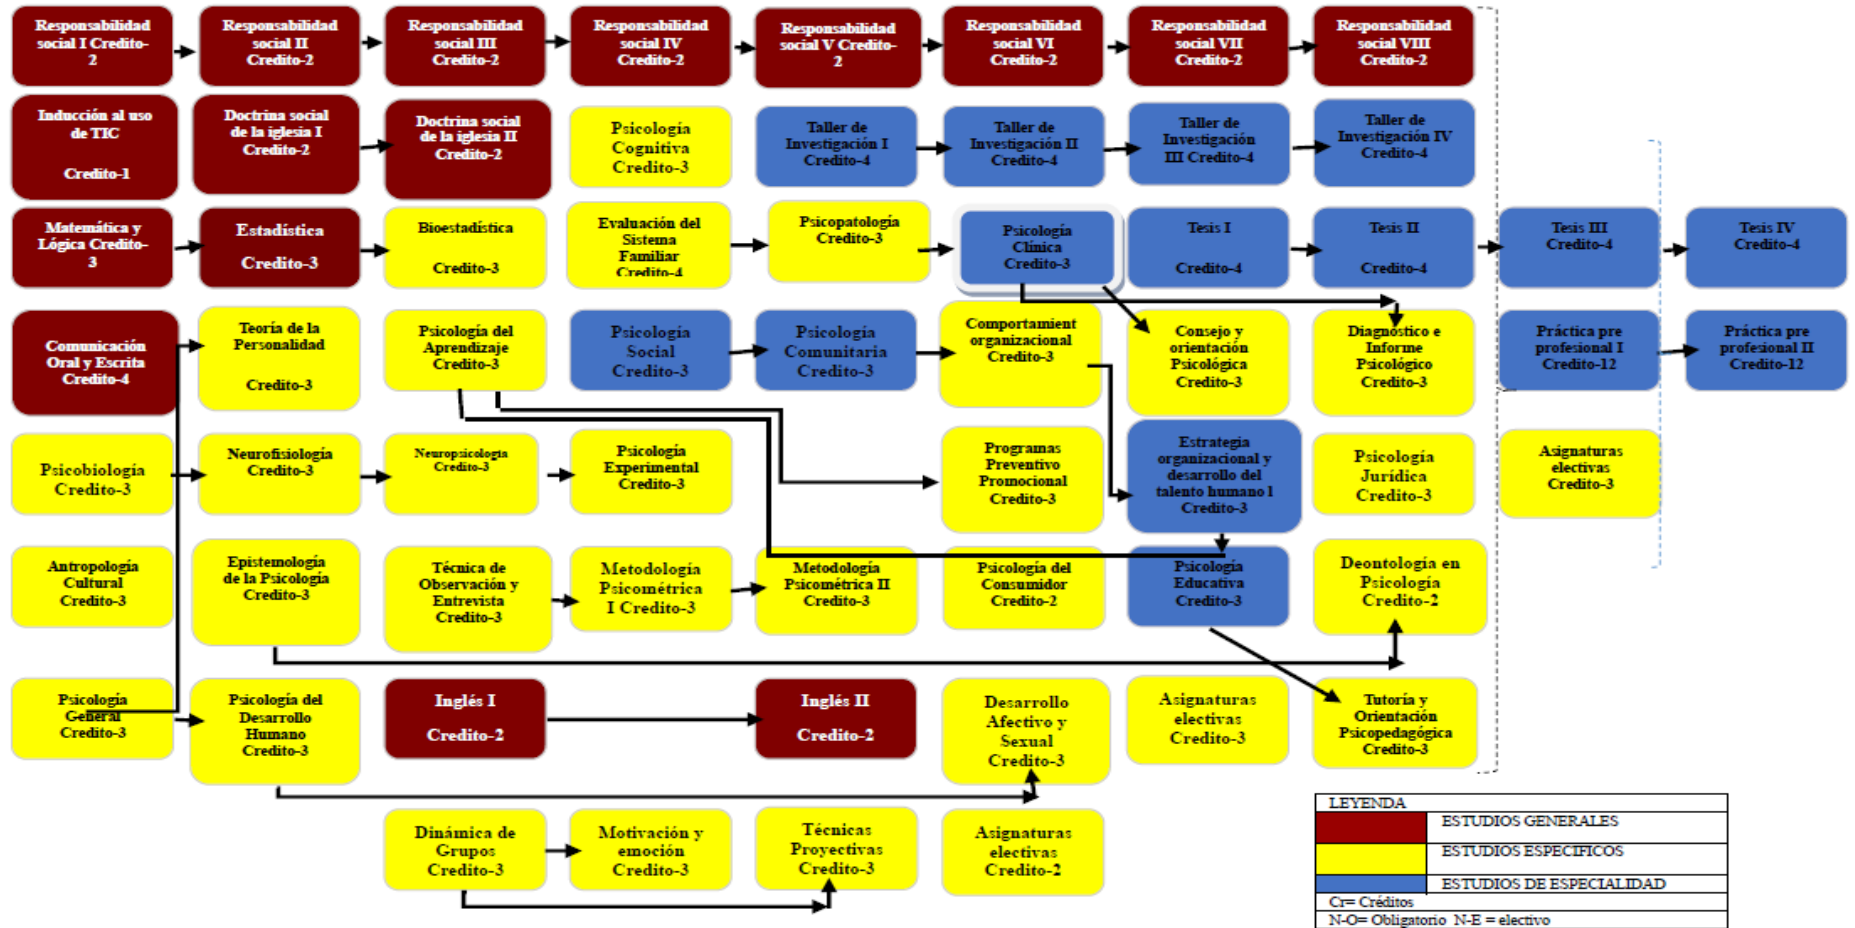 Responsabilidad
social I Credito-
2
Responsabilidad
social II
Credito-2
Responsabilidad
social III
Credito-2
Responsabilidad
social IV
Credito-2
Responsabilidad
social V Credito-
2
Responsabilidad
social VI
Credito-2
Responsabilidad
social VII
Credito-2
Responsabilidad
social VIII
Credito-2
Inducción al uso
de TIC
Credito-1
Doctrina social
de la iglesia I
Credito-2
Doctrina social
de la iglesia II
Credito-2
Psicología
Cognitiva
Credito-3
Taller de
Investigación I
Credito-4
Taller de
Investigación II
Credito-4
Taller de
Investigación
III Credito-4
Taller de
Investigación IV
Credito-4
Matemática y
Lógica Credito-
3
Estadística
Credito-3
Bioestadística
Credito-3
Evaluación del
Sistema
Familiar
Credito-4
Psicopatología
Credito-3
Psicología
Clínica
Credito-3
Tesis I
Credito-4
Tesis II
Credito-4
Tesis III
Credito-4
Tesis IV
Credito-4
Comunicación
Oral y Escrita
Credito-4
Teoría de la
Personalidad
Credito-3
Psicología del
Aprendizaje
Credito-3
Psicología
Social
Credito-3
Psicología
Comunitaria
Credito-3
Comportamient
organizacional
Credito-3
Consejo y
orientación
Psicológica
Credito-3
Diagnóstico e
Informe
Psicológico
Credito-3
Práctica pre
profesional I
Credito-12
Práctica pre
profesional II
Credito-12
Psicobiología
Credito-3
Neurofisiología
Credito-3
Neuropsicología
Credito-3
Psicología
Experimental
Credito-3
Programas
Preventivo
Promocional
Credito-3
Estrategia
organizacional y
desarrollo del
talento humano l
Credito-3
Psicología
Jurídica
Credito-3
Asignaturas
electivas
Credito-3
Antropología
Cultural
Credito-3
Epistemología
de la Psicología
Credito-3
Técnica de
Observación y
Entrevista
Credito-3
Metodología
Psicométrica
I Credito-3
Metodología
Psicométrica II
Credito-3
Psicología del
Consumidor
Credito-2
Psicología
Educativa
Credito-3
Deontología en
Psicología
Credito-2
Psicología
General
Credito-3
Psicología del
Desarrollo
Humano
Credito-3
Inglés I
Credito-2
Inglés II
Credito-2
Desarrollo
Afectivo y
Sexual
Credito-3
Asignaturas
electivas
Credito-3
Tutoría y
Orientación
Psicopedagógica
Credito-3
Dinámica de
Grupos
Credito-3
Motivación y
emoción
Credito-3
Técnicas
Proyectivas
Credito-3
Asignaturas
electivas
Credito-2
LEYENDA
ESTUDIOS GENERALES
ESTUDIOS ESPECIFICOS
ESTUDIOS DE ESPECIALIDAD
Cr= Créditos
N-O= Obligatorio N-E = electivo